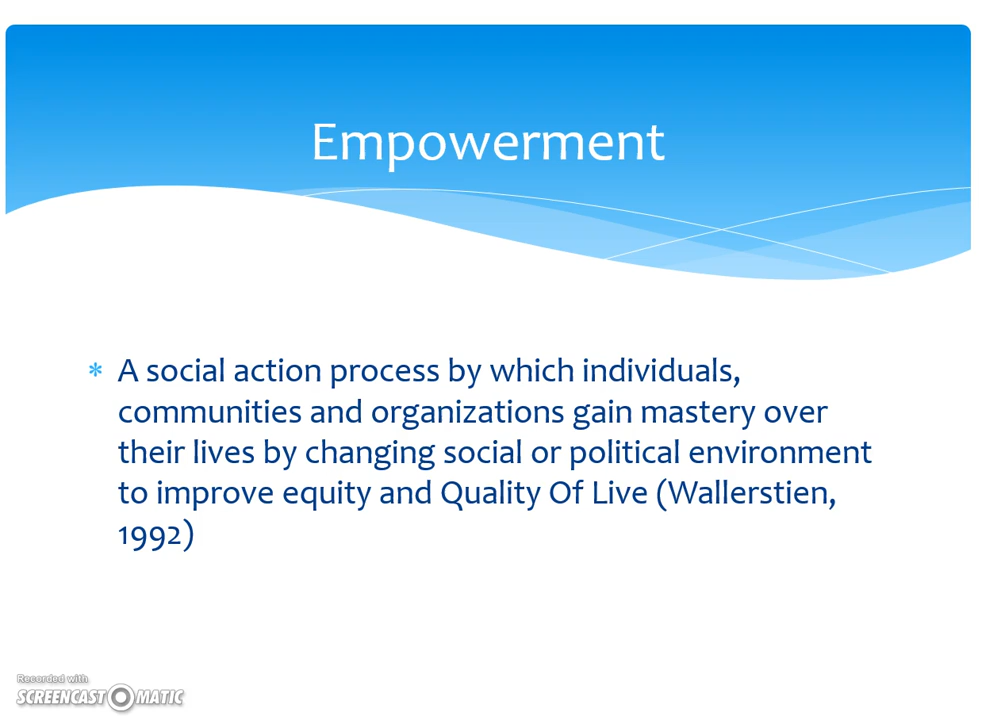 Empowerment
* A social action process by which individuals,
communities and organizations gain mastery over
their lives by changing social or political environment
to improve equity and Quality Of Live (Wallerstien,
1992)
Recorded with
SCREENCAST-O-MATIC